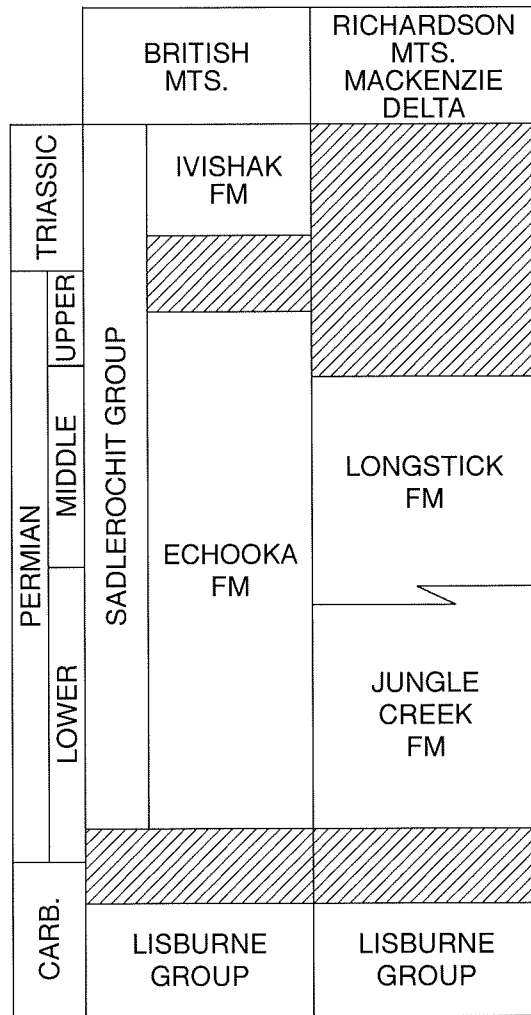 BRITISH
MTS.
RICHARDSON
MTS.
MACKENZIE
DELTA
TRIASSIC
PERMIAN
UPPER
MIDDLE
LOWER
CARB.
SADLEROCHIT GROUP
IVISHAK
FM
ECHOOKA
FM
LONGSTICK
FM
JUNGLE
CREEK
FM
LISBURNE
GROUP
LISBURNE
GROUP